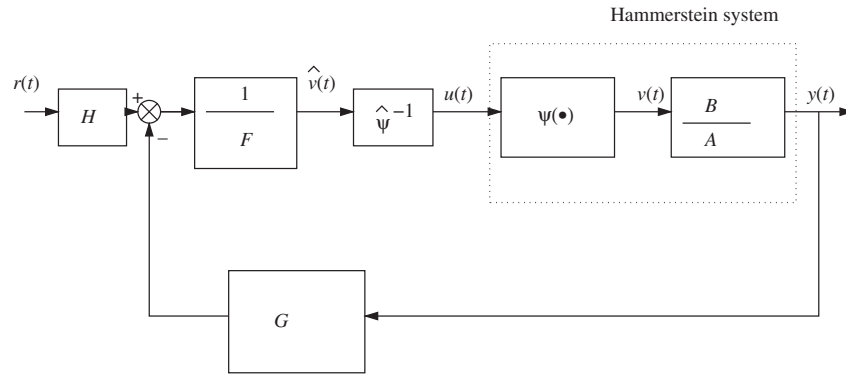 Hammerstein system
r(t)
H
+
−
1
F
v̂(t)
ψ̂⁻¹
u(t)
ψ(•)
v(t)
B
A
y(t)
G